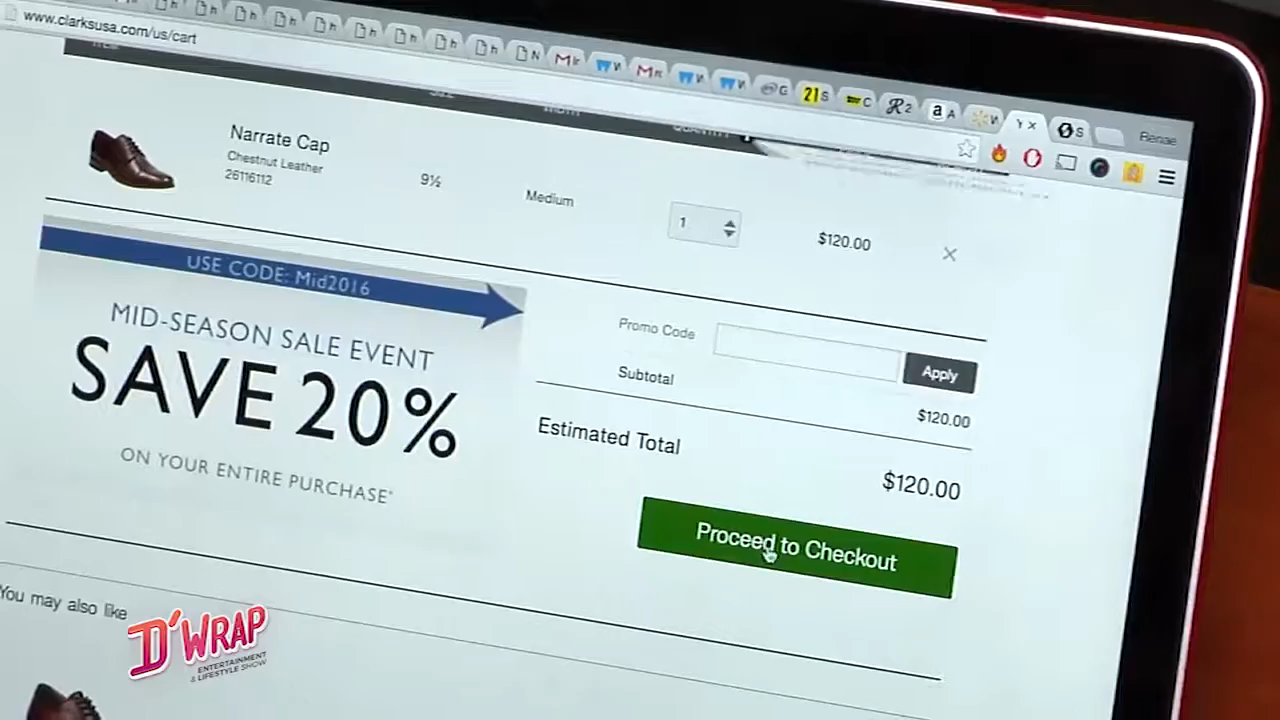 www.clarksusa.com/us/cart
Renae
Narrate Cap
Chestnut Leather
26116112
9½
Medium
1
$120.00
USE CODE: Mid2016
MID-SEASON SALE EVENT
SAVE 20%
ON YOUR ENTIRE PURCHASE*
Promo Code
Apply
Subtotal
$120.00
Estimated Total
$120.00
Proceed to Checkout
You may also like
D'WRAP
ENTERTAINMENT
& LIFESTYLE SHOW